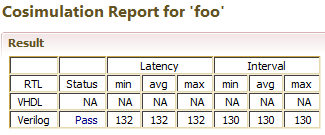 Cosimulation Report for 'foo'
Result
Latency Interval
RTL Status min avg max min avg max
VHDL NA NA NA NA NA NA NA
Verilog Pass 132 132 132 130 130 130